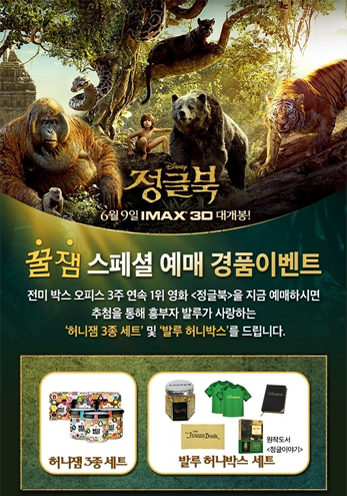 Disney
정글북
6월 9일 IMAX 3D 대개봉!
꿀잼 스페셜 예매 경품이벤트
전미 박스 오피스 3주 연속 1위 영화 <정글북>을 지금 예매하시면
추첨을 통해 흥부자 발루가 사랑하는
'허니잼 3종 세트' 및 '발루 허니박스'를 드립니다.
원작도서
<정글이야기>
허니잼 3종 세트
발루 허니박스 세트